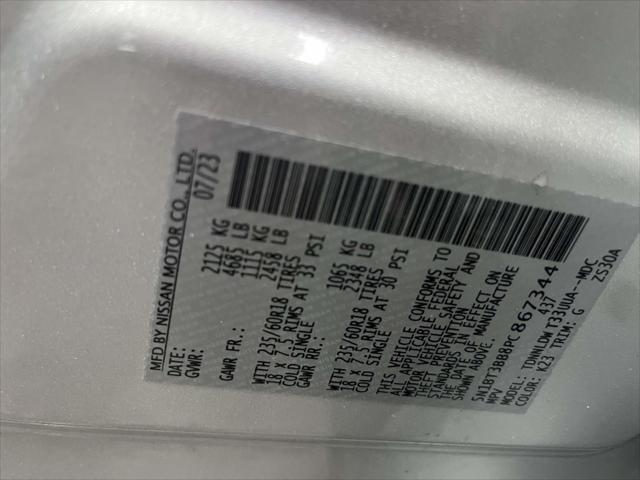 MFD BY NISSAN MOTOR CO., LTD.
DATE: 07/23
GVWR: 2125 KG
4685 LB
GAWR FR.: 1115 KG
2458 LB
WITH 235/60R18 TIRES
18 X 7.5 RIMS AT 33 PSI
COLD SINGLE
GAWR RR.: 1065 KG
2348 LB
WITH 235/60R18 TIRES
18 X 7.5 RIMS AT 30 PSI
COLD SINGLE
THIS VEHICLE CONFORMS TO
ALL APPLICABLE FEDERAL
MOTOR VEHICLE SAFETY AND
THEFT PREVENTION
STANDARDS IN EFFECT ON
SHOWN DATE ABOVE.
5N1BT3BB8PC867344
MPV 437
MODEL: TDNNLDW T33UUA--MDC
COLOR: K23 TRIM: G ZS30A